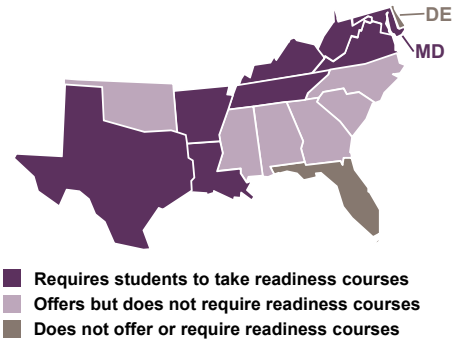 DE
MD
Requires students to take readiness courses
Offers but does not require readiness courses
Does not offer or require readiness courses